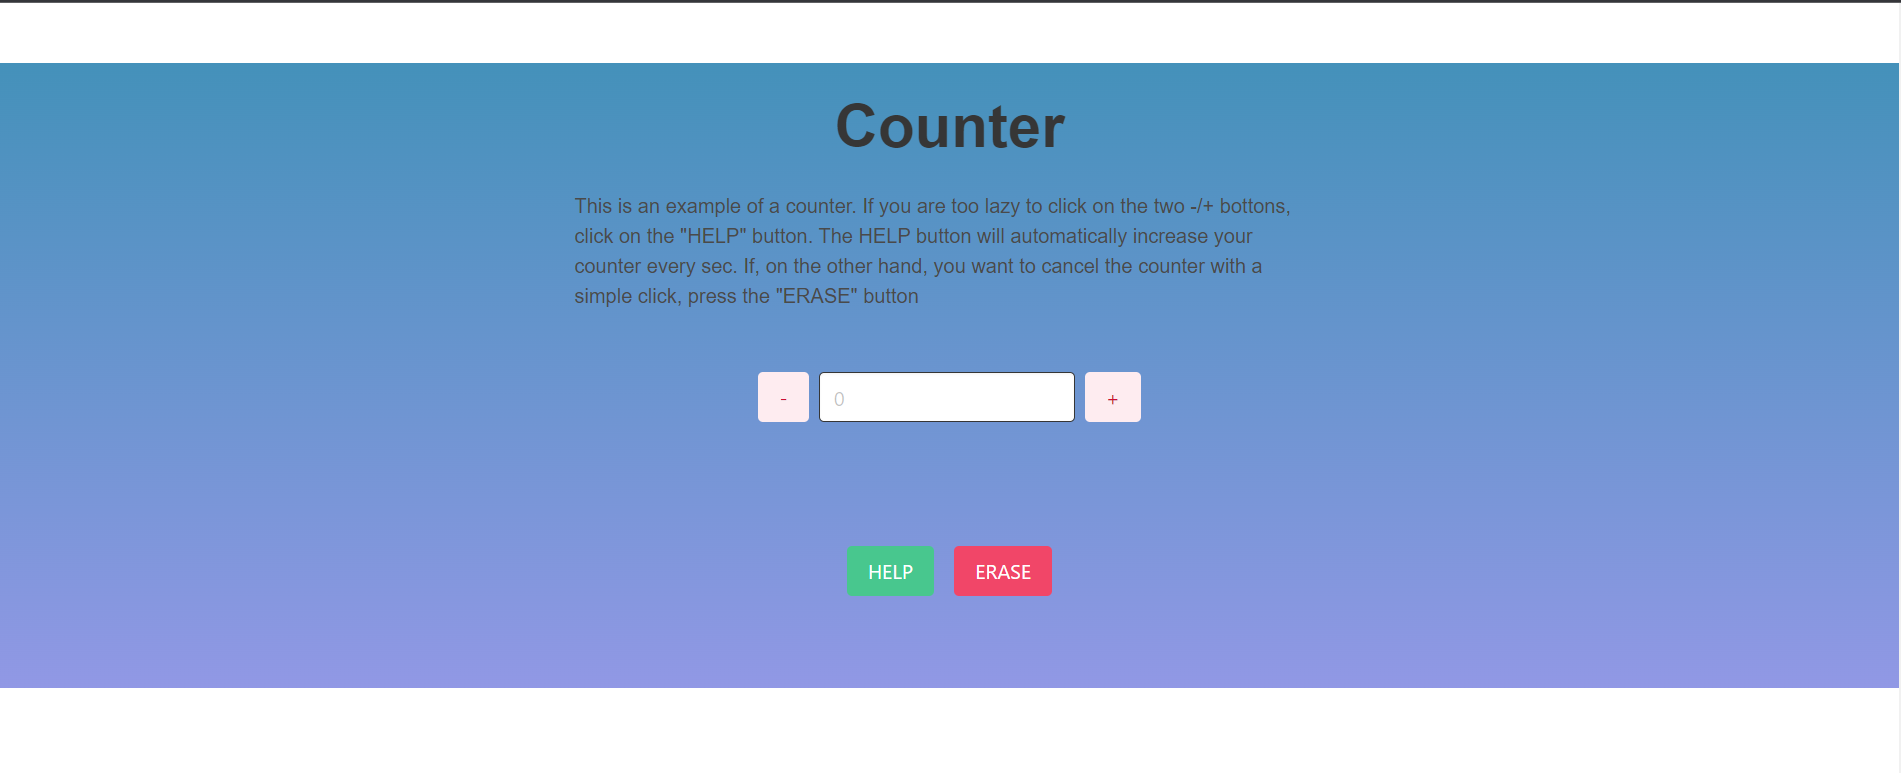 Counter
This is an example of a counter. If you are too lazy to click on the two -/+ bottons,
click on the "HELP" button. The HELP button will automatically increase your
counter every sec. If, on the other hand, you want to cancel the counter with a
simple click, press the "ERASE" button
- 0 +
HELP ERASE